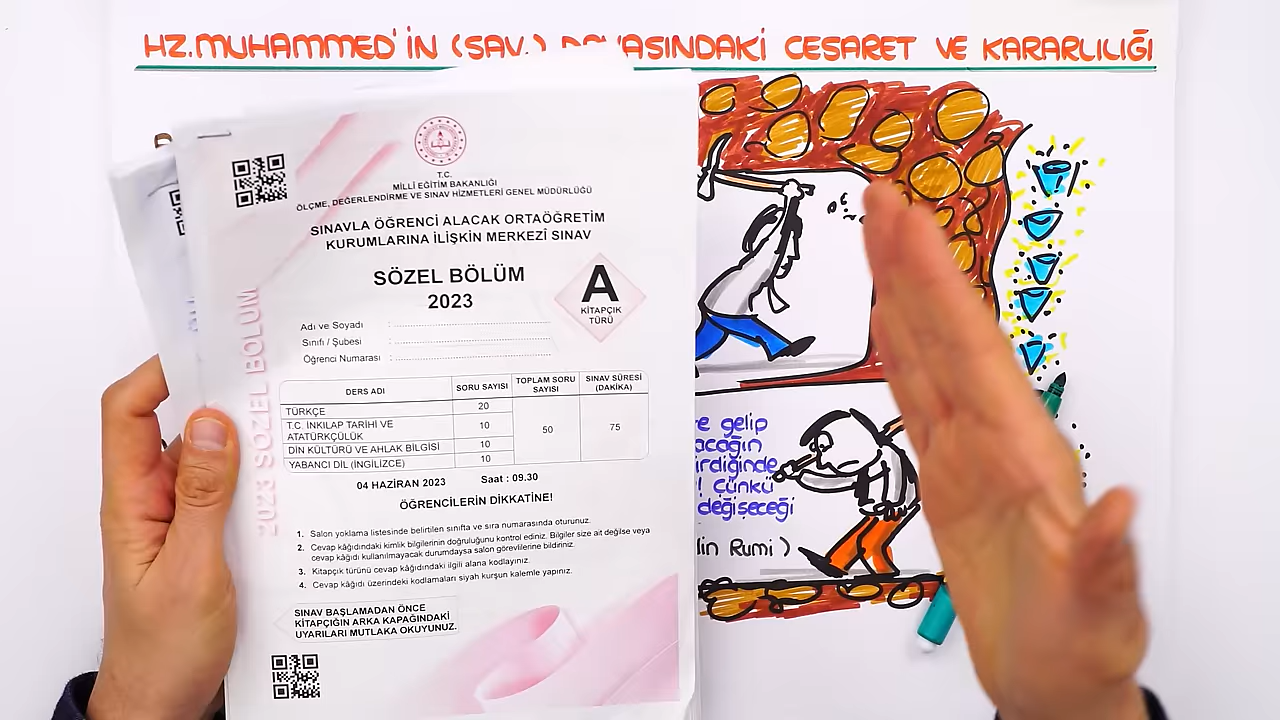 HZ.MUHAMMED'İN (SAV.) DAVASINDAKİ CESARET VE KARARLILIĞI
T.C.
MİLLİ EĞİTİM BAKANLIĞI
ÖLÇME, DEĞERLENDİRME VE SINAV HİZMETLERİ GENEL MÜDÜRLÜĞÜ
SINAVLA ÖĞRENCİ ALACAK ORTAÖĞRETİM
KURUMLARINA İLİŞKİN MERKEZİ SINAV
SÖZEL BÖLÜM
2023
A
KİTAPÇIK
TÜRÜ
Adı ve Soyadı :
Sınıfı / Şubesi :
Öğrenci Numarası :
DERS ADI SORU SAYISI TOPLAM SORU SAYISI SINAV SÜRESİ (DAKİKA)
TÜRKÇE 20
T.C. İNKILAP TARİHİ VE ATATÜRKÇÜLÜK 10 50 75
DİN KÜLTÜRÜ VE AHLAK BİLGİSİ 10
YABANCI DİL (İNGİLİZCE) 10
04 HAZİRAN 2023 Saat : 09.30
ÖĞRENCİLERİN DİKKATİNE!
1. Salon yoklama listesinde belirtilen sınıfta ve sıra numarasında oturunuz.
2. Cevap kâğıdındaki kimlik bilgilerinin doğruluğunu kontrol ediniz. Bilgiler size ait değilse veya
cevap kâğıdı kullanılmayacak durumdaysa salon görevlilerine bildiriniz.
3. Kitapçık türünü cevap kâğıdındaki ilgili alana kodlayınız.
4. Cevap kâğıdı üzerindeki kodlamaları siyah kurşun kalemle yapınız.
SINAV BAŞLAMADAN ÖNCE
KİTAPÇIĞIN ARKA KAPAĞINDAKİ
UYARILARI MUTLAKA OKUYUNUZ.
2023 SÖZEL BÖLÜM
re gelip
acağın
irdiğinde
! Çünkü
değişeceği
lin Rumi )